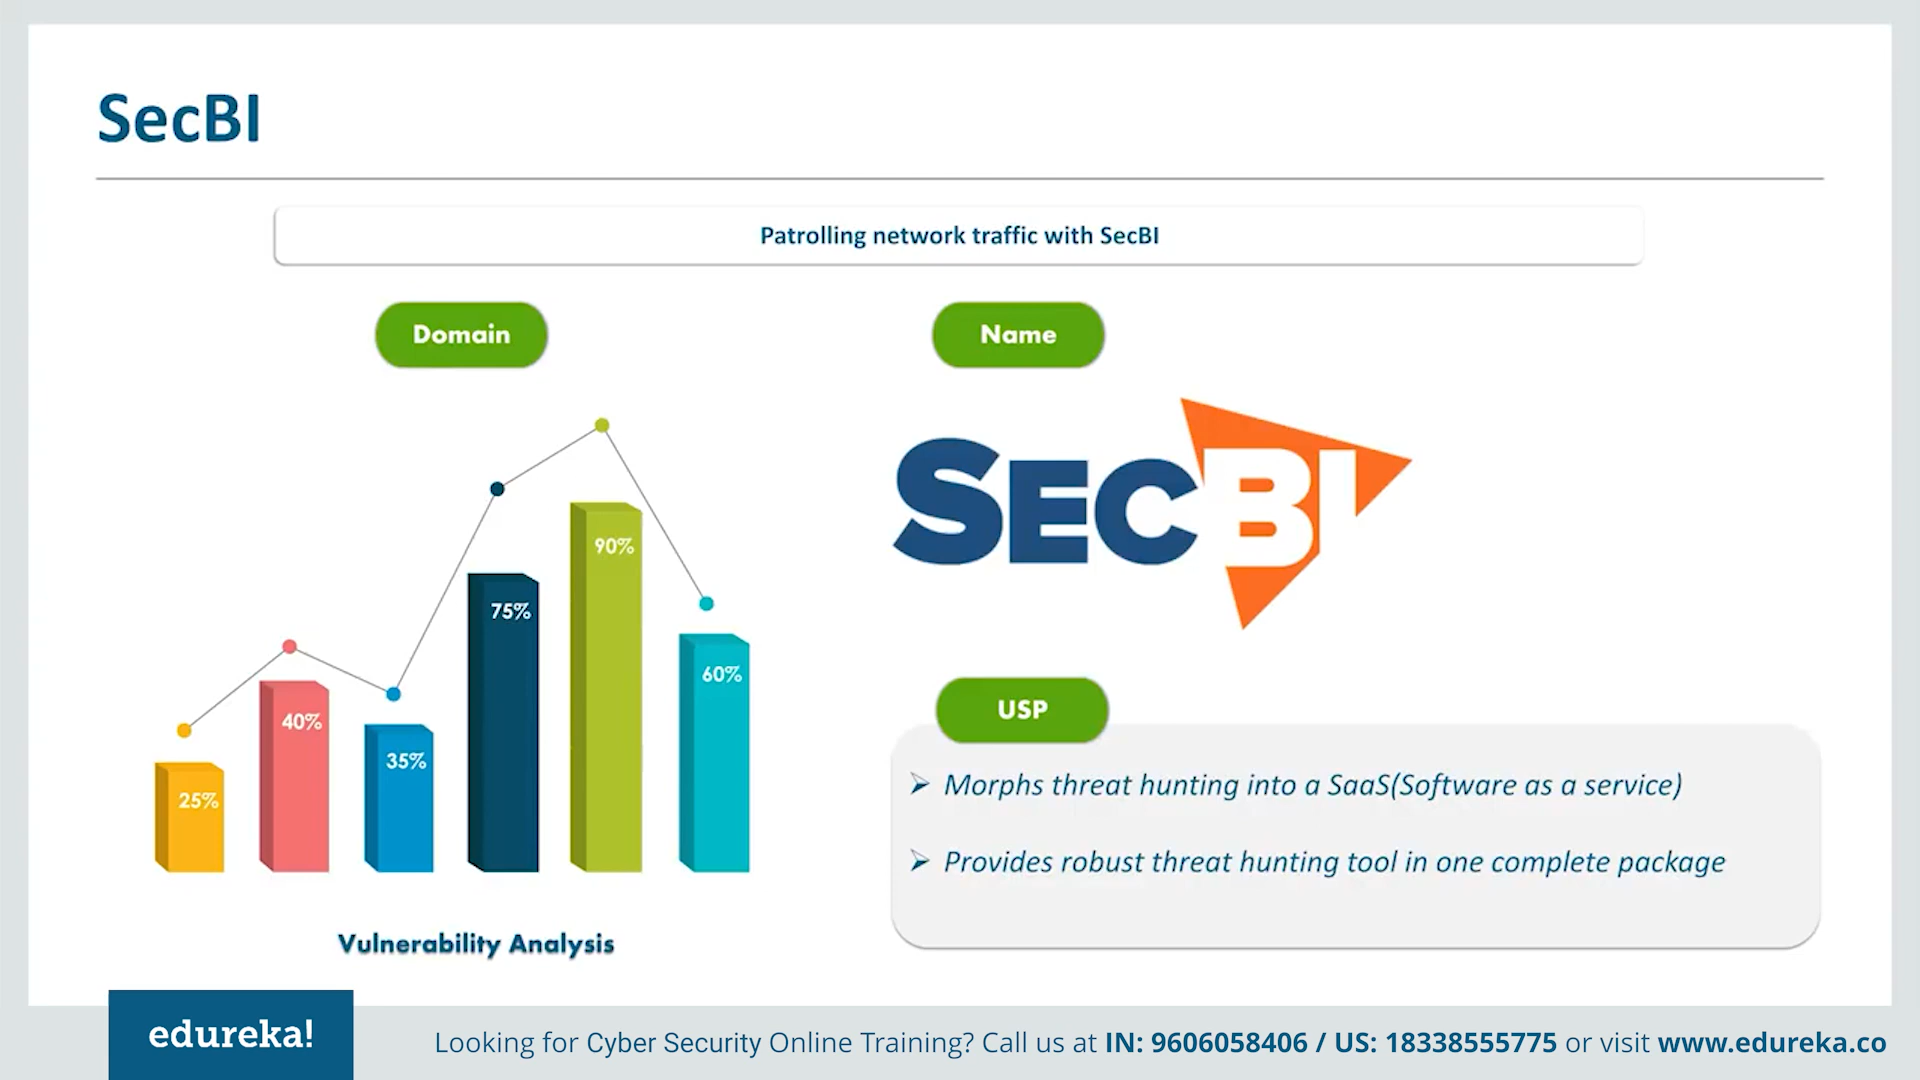 SecBI
Patrolling network traffic with SecBI
Domain
Name
25%
40%
35%
75%
90%
60%
Vulnerability Analysis
SECBI
USP
Morphs threat hunting into a SaaS(Software as a service)
Provides robust threat hunting tool in one complete package
edureka!
Looking for Cyber Security Online Training? Call us at IN: 9606058406 / US: 18338555775 or visit www.edureka.co